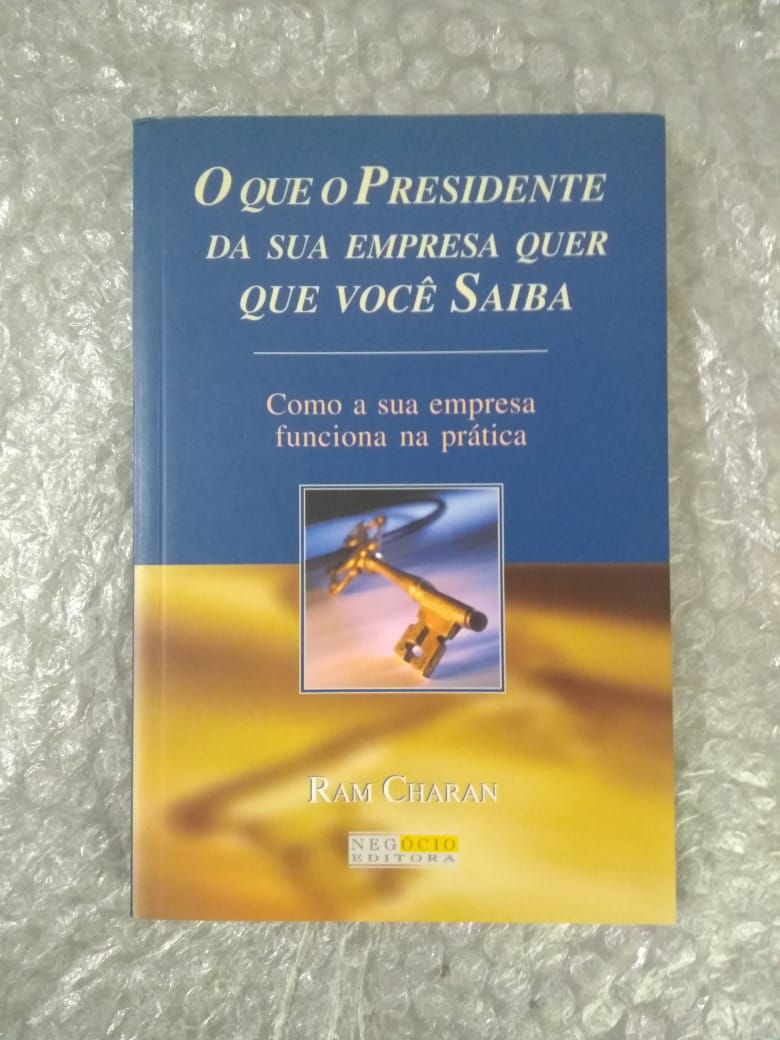 O QUE O PRESIDENTE
DA SUA EMPRESA QUER
QUE VOCÊ SAIBA
Como a sua empresa
funciona na prática
RAM CHARAN
NEGÓCIO
EDITORA